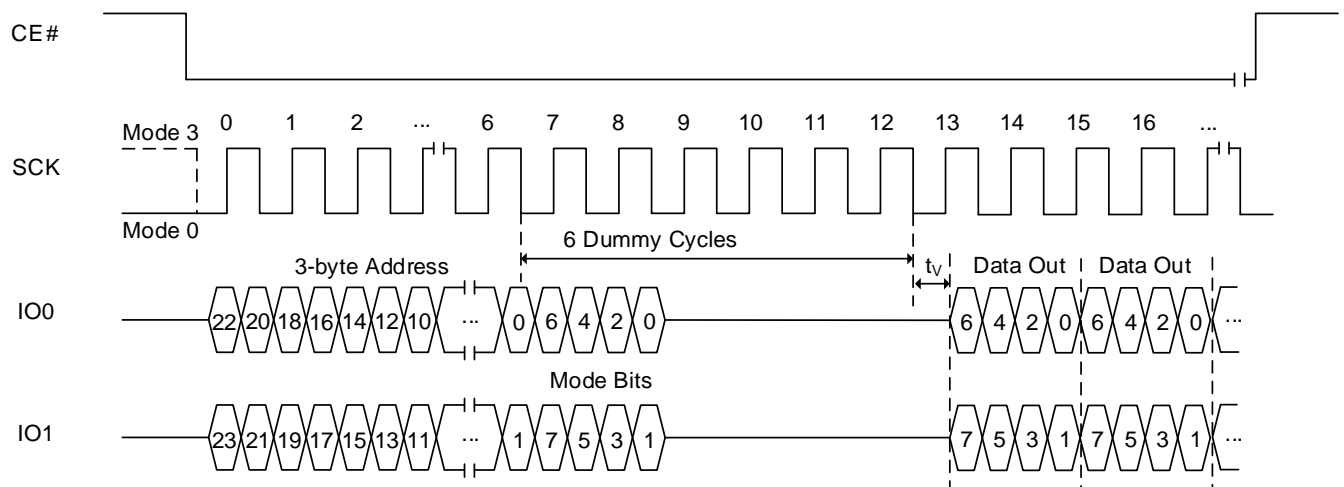 CE#
0 1 2 ... 6 7 8 9 10 11 12 13 14 15 16 ...
Mode 3
SCK
Mode 0
6 Dummy Cycles
3-byte Address tV Data Out Data Out
IO0 22 20 18 16 14 12 10 ... 0 6 4 2 0 6 4 2 0 6 4 2 0 ...
Mode Bits
IO1 23 21 19 17 15 13 11 ... 1 7 5 3 1 7 5 3 1 7 5 3 1 ...